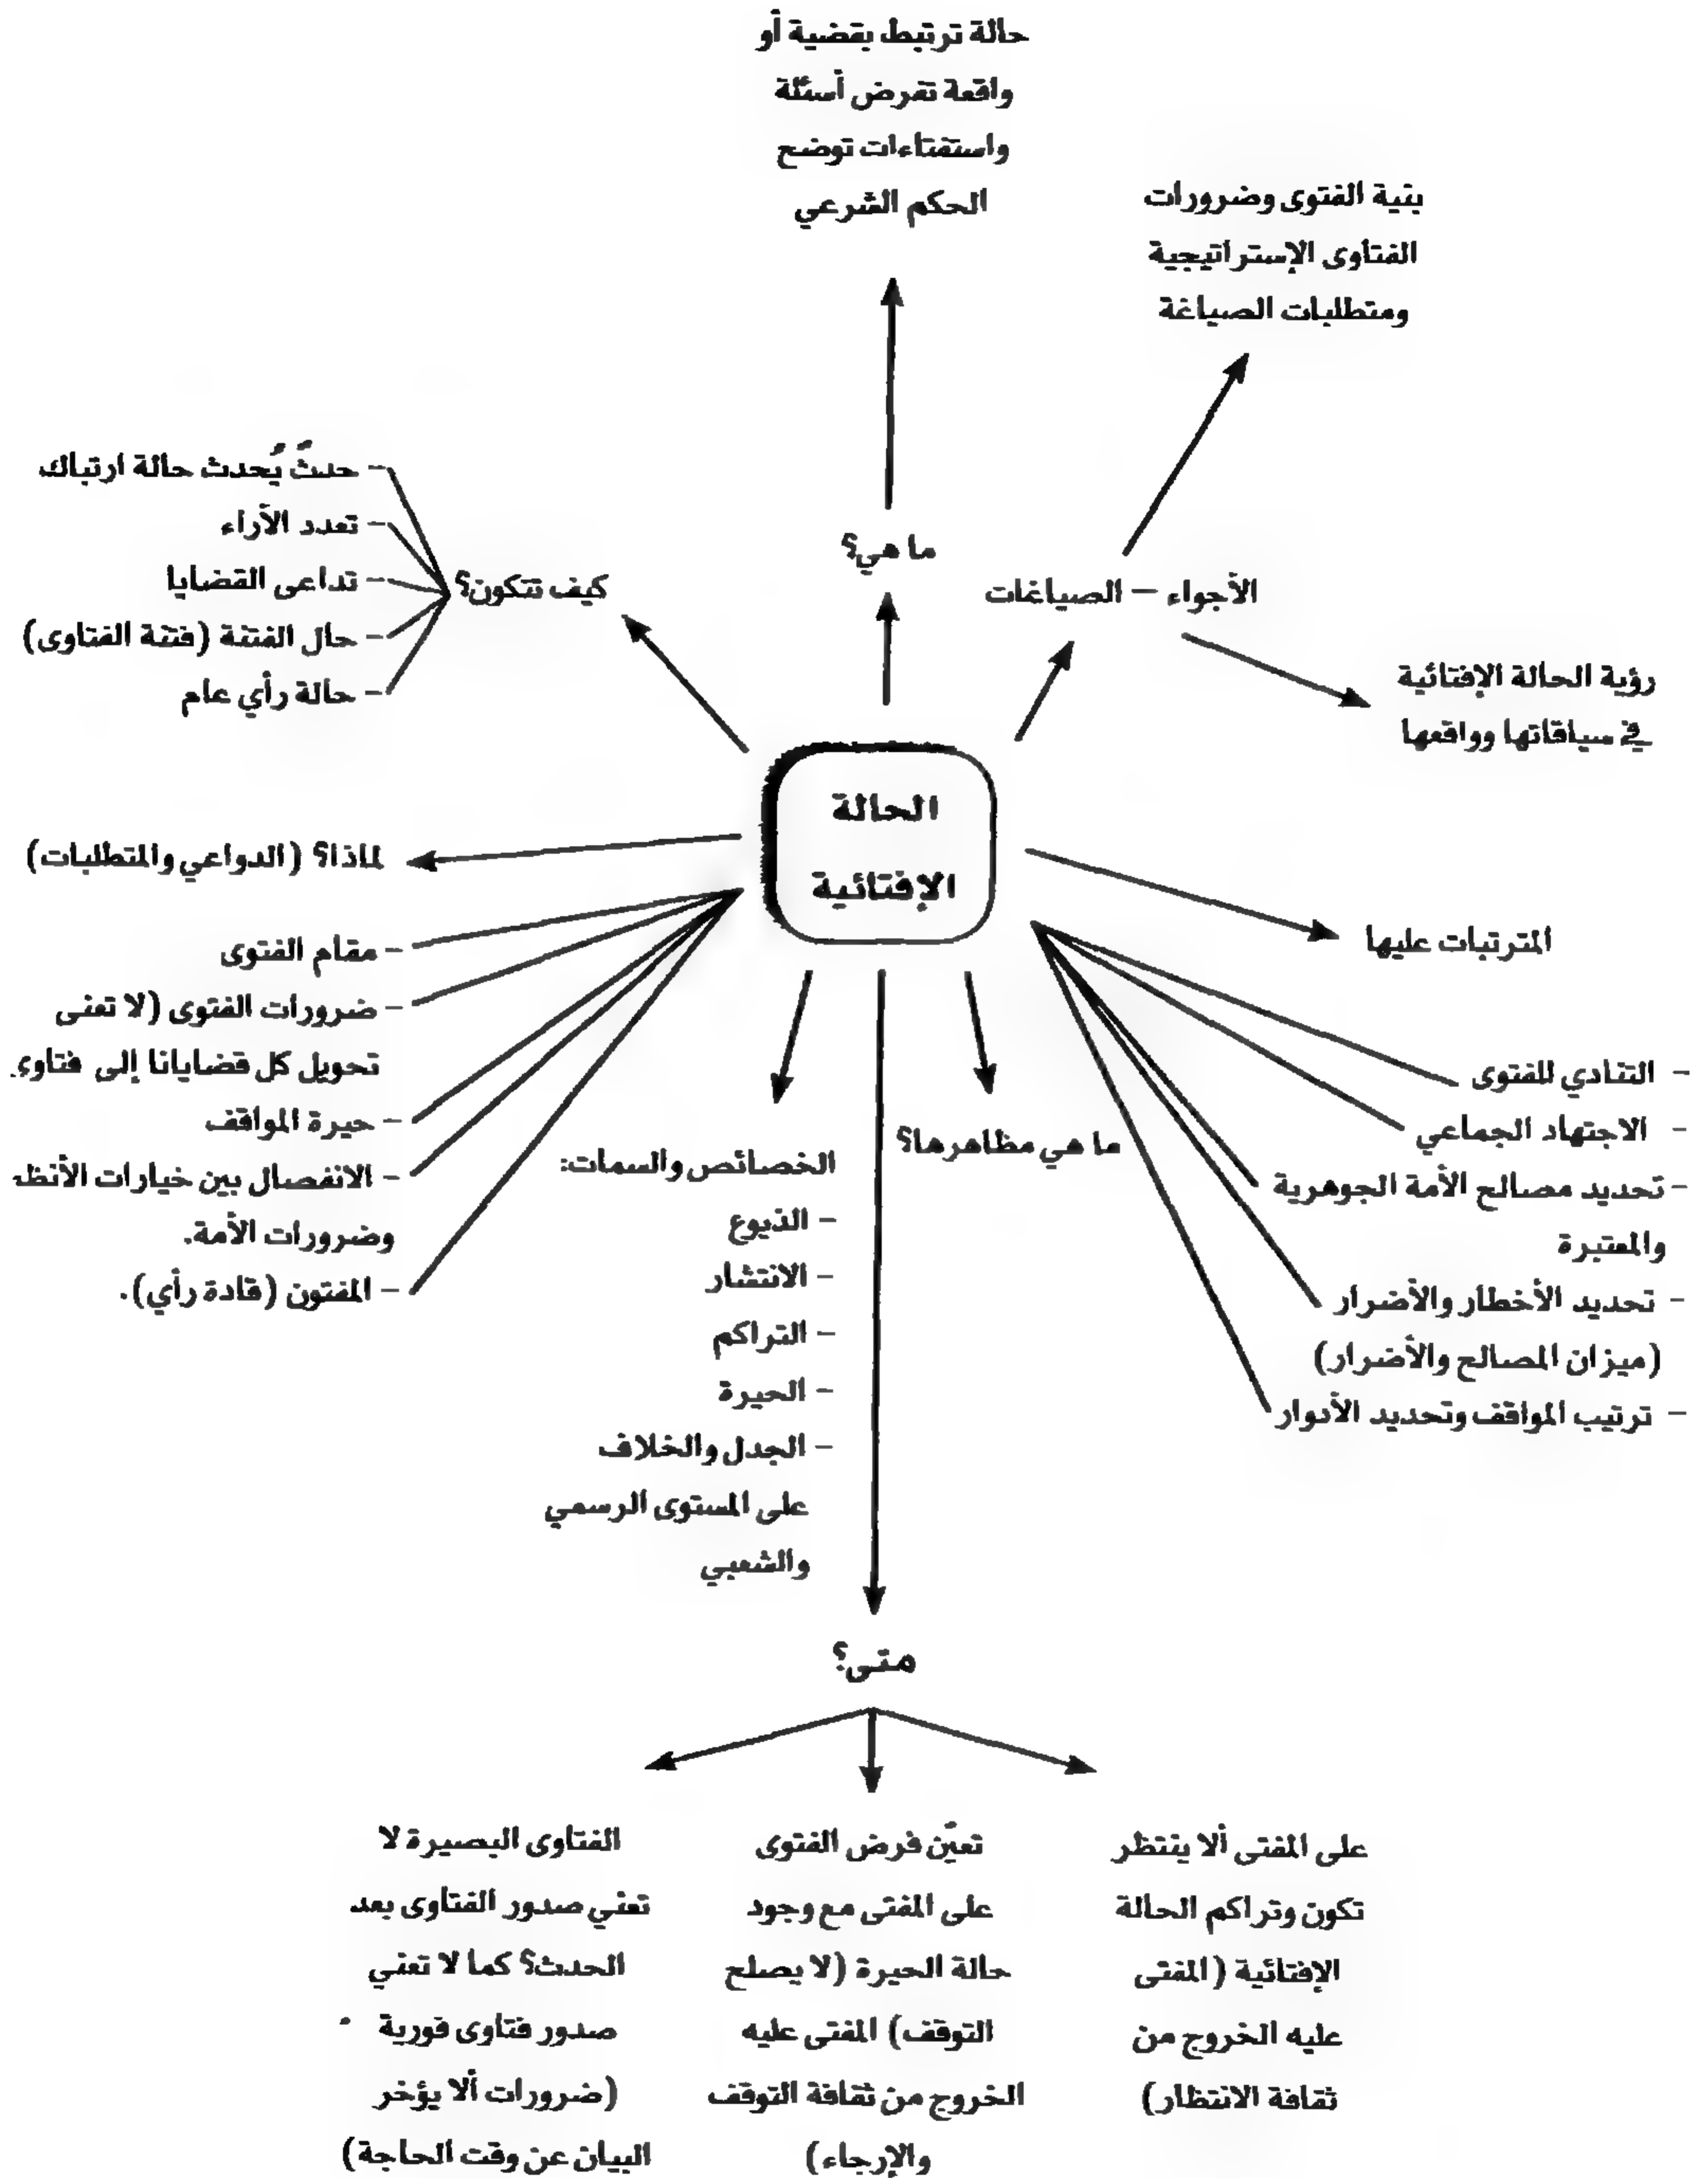 حالة ترتبط بقضية أو
واقعة تفرض أسئلة
واستفتاءات توضح
الحكم الشرعي
بنية الفتوى وضرورات
الفتاوى الإستراتيجية
ومتطلبات الصياغة
ما هي؟
الأجواء – الصياغات
رؤية الحالة الإفتائية
في سياقاتها وواقعها
كيف تتكون؟
– حدثٌ يُحدث حالة ارتباك
– تعدد الأراء
– تداعى القضايا
– حال الفتنة (فتنة الفتاوى)
– حالة رأي عام
الحالة
الإفتائية
لماذا؟ (الدواعي والمتطلبات)
– مقام الفتوى
– ضرورات الفتوى (لا تعنى
تحويل كل قضايانا إلى فتاوى
– حيرة المواقف
– الانفصال بين خيارات الأنظ
وضرورات الأمة.
– المفتون (قادة رأي).
المترتبات عليها
– التنادي للفتوى
– الاجتهاد الجماعي
– تحديد مصالح الأمة الجوهرية
والمعتبرة
– تحديد الأخطار والأضرار
(ميزان المصالح والأضرار)
– ترتيب المواقف وتحديد الأدوار
ما هي مظاهرها؟
الخصائص والسمات:
– الذيوع
– الانتشار
– التراكم
– الحيرة
– الجدل والخلاف
على المستوى الرسمي
والشعبي
متى؟
على المفتى ألا ينتظر
تكون وتراكم الحالة
الإفتائية (المفتى
عليه الخروج من
ثقافة الانتظار)
تعيّن فرض الفتوى
على المفتى مع وجود
حالة الحيرة (لا يصلح
التوقف) المفتى عليه
الخروج من ثقافة التوقف
والإرجاء)
الفتاوى البصيرة لا
تعني صدور الفتاوى بعد
الحدث؟ كما لا تعني
صدور فتاوى فورية
(ضرورات ألا يؤخر
البيان عن وقت الحاجة)